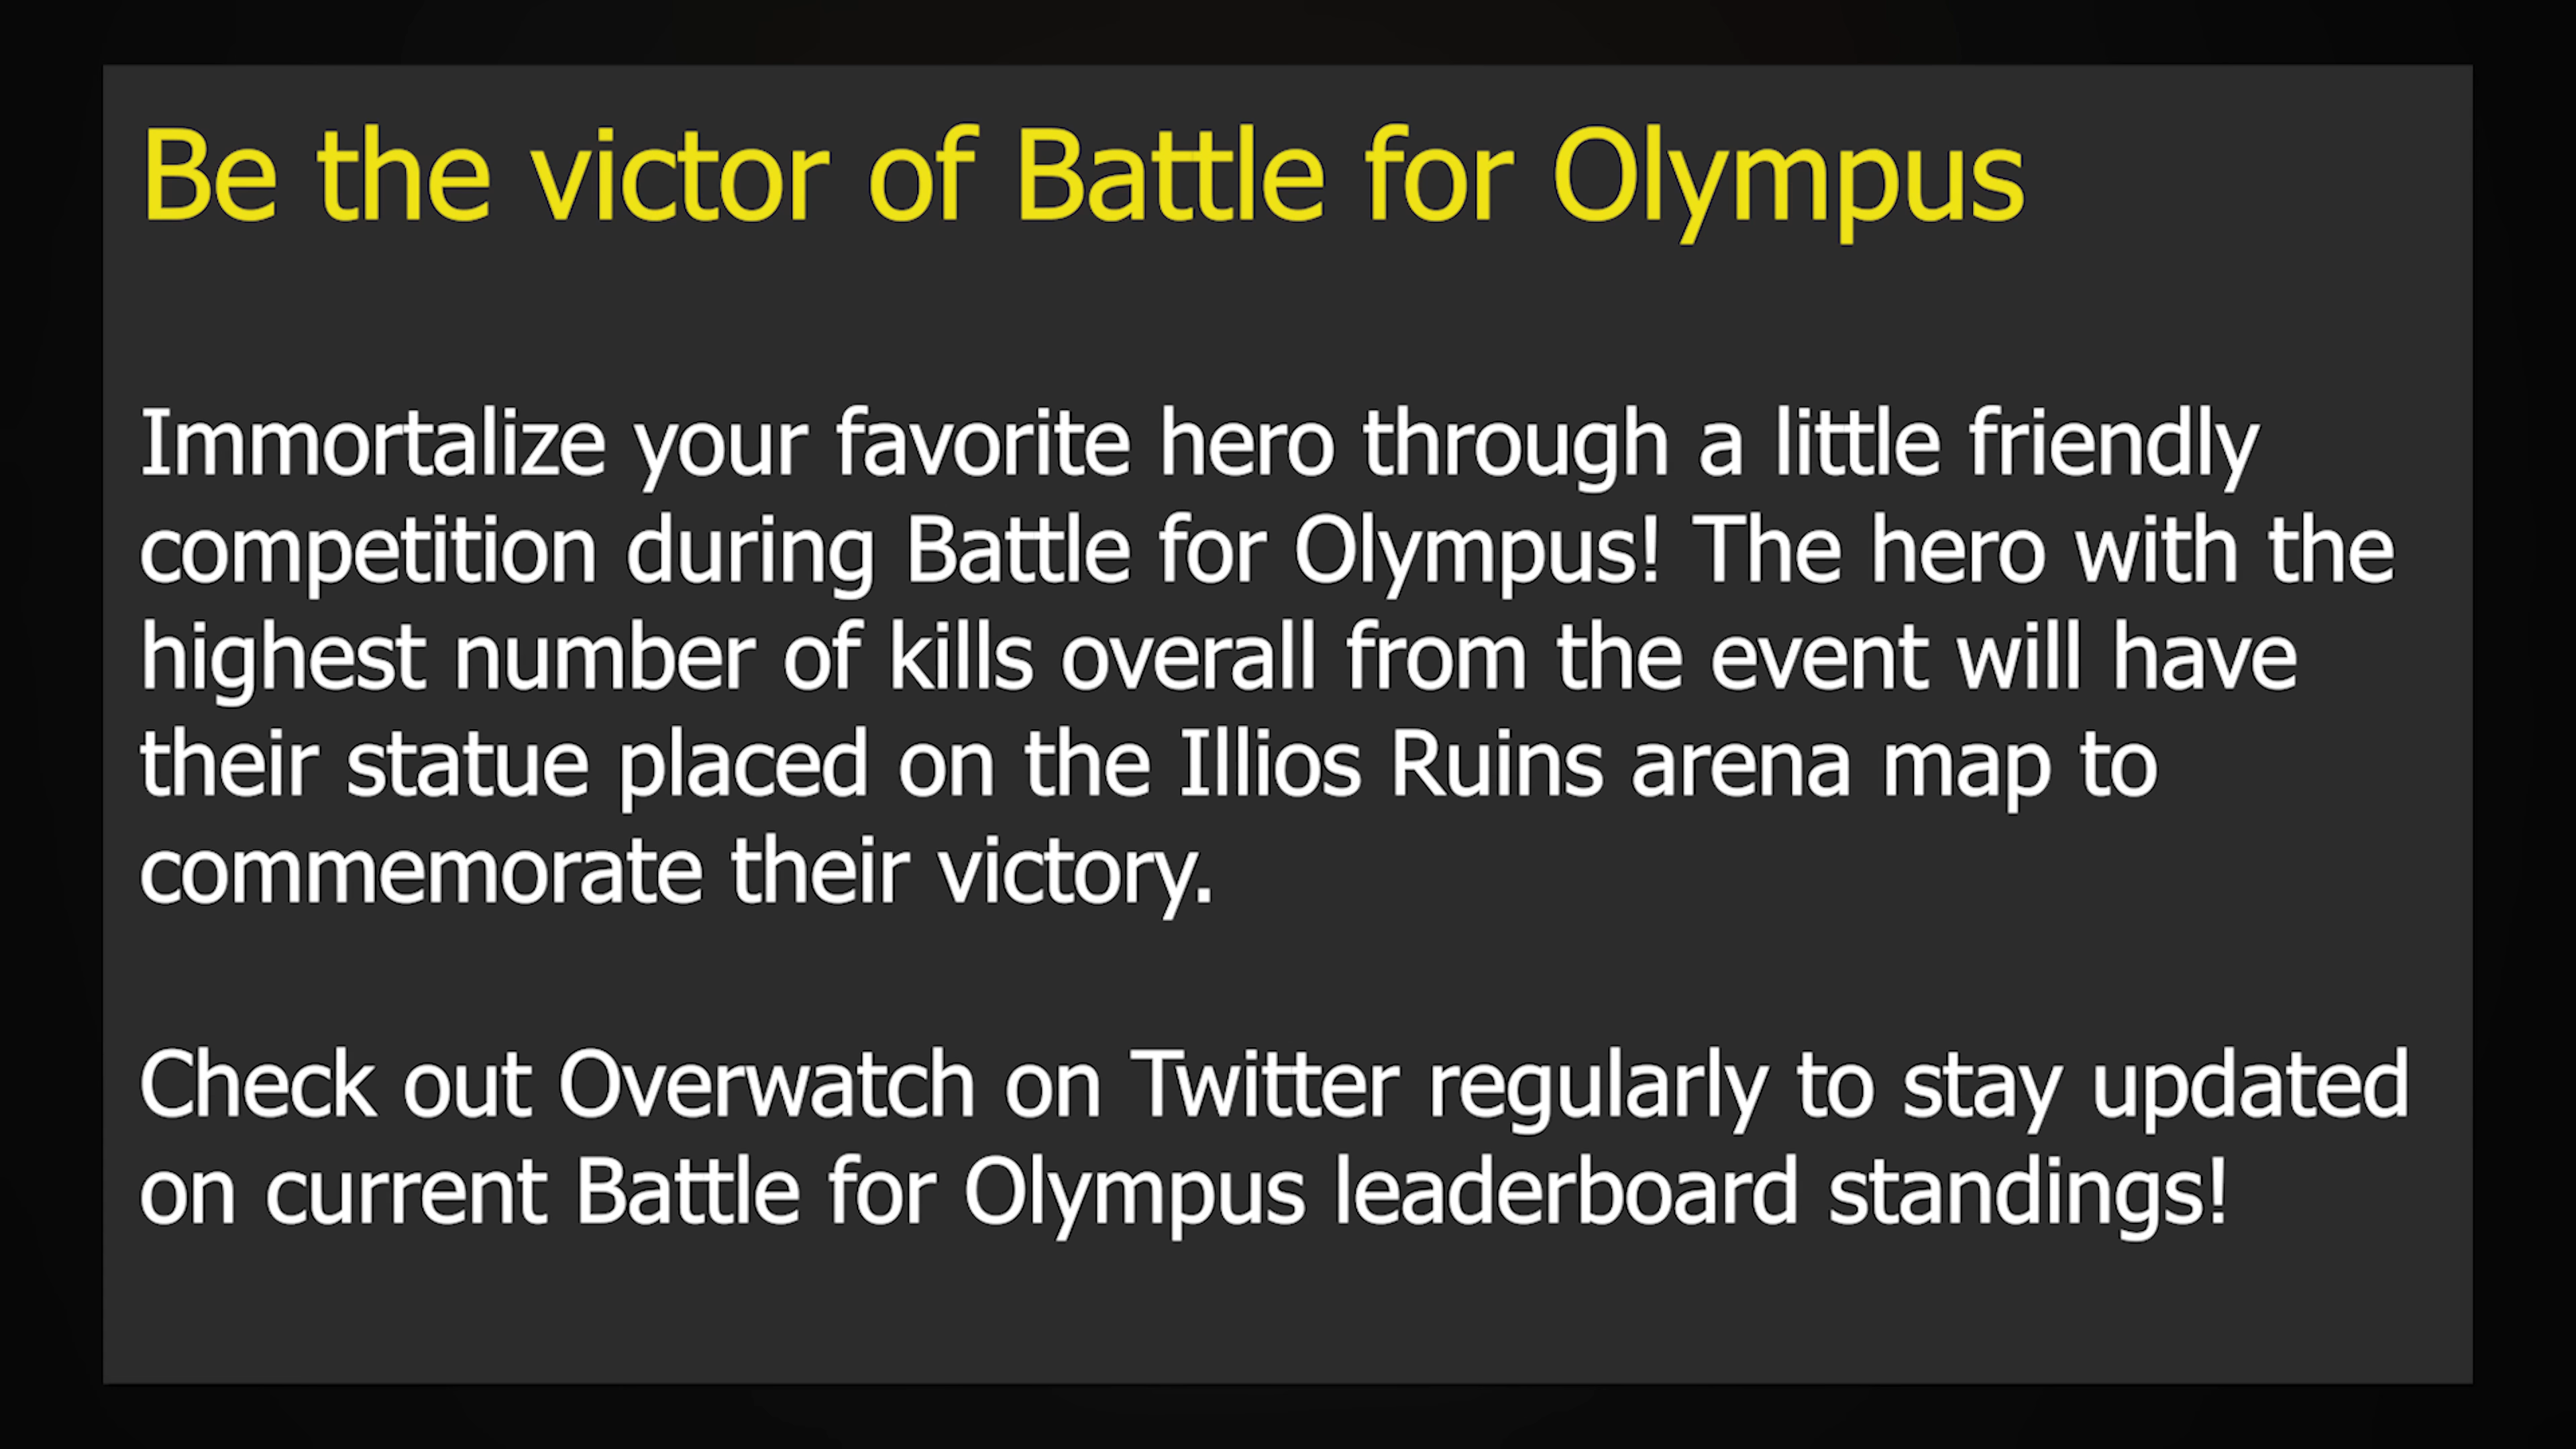 Be the victor of Battle for Olympus
Immortalize your favorite hero through a little friendly
competition during Battle for Olympus! The hero with the
highest number of kills overall from the event will have
their statue placed on the Illios Ruins arena map to
commemorate their victory.
Check out Overwatch on Twitter regularly to stay updated
on current Battle for Olympus leaderboard standings!